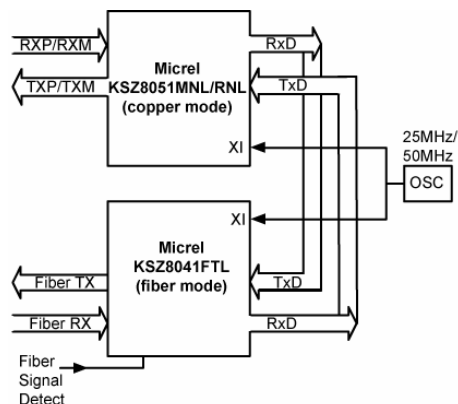 RXP/RXM
TXP/TXM
Micrel
KSZ8051MNL/RNL
(copper mode)
RxD
TxD
XI
25MHz/
50MHz
OSC
XI
Micrel
KSZ8041FTL
(fiber mode)
Fiber TX
TxD
Fiber RX
RxD
Fiber
Signal
Detect